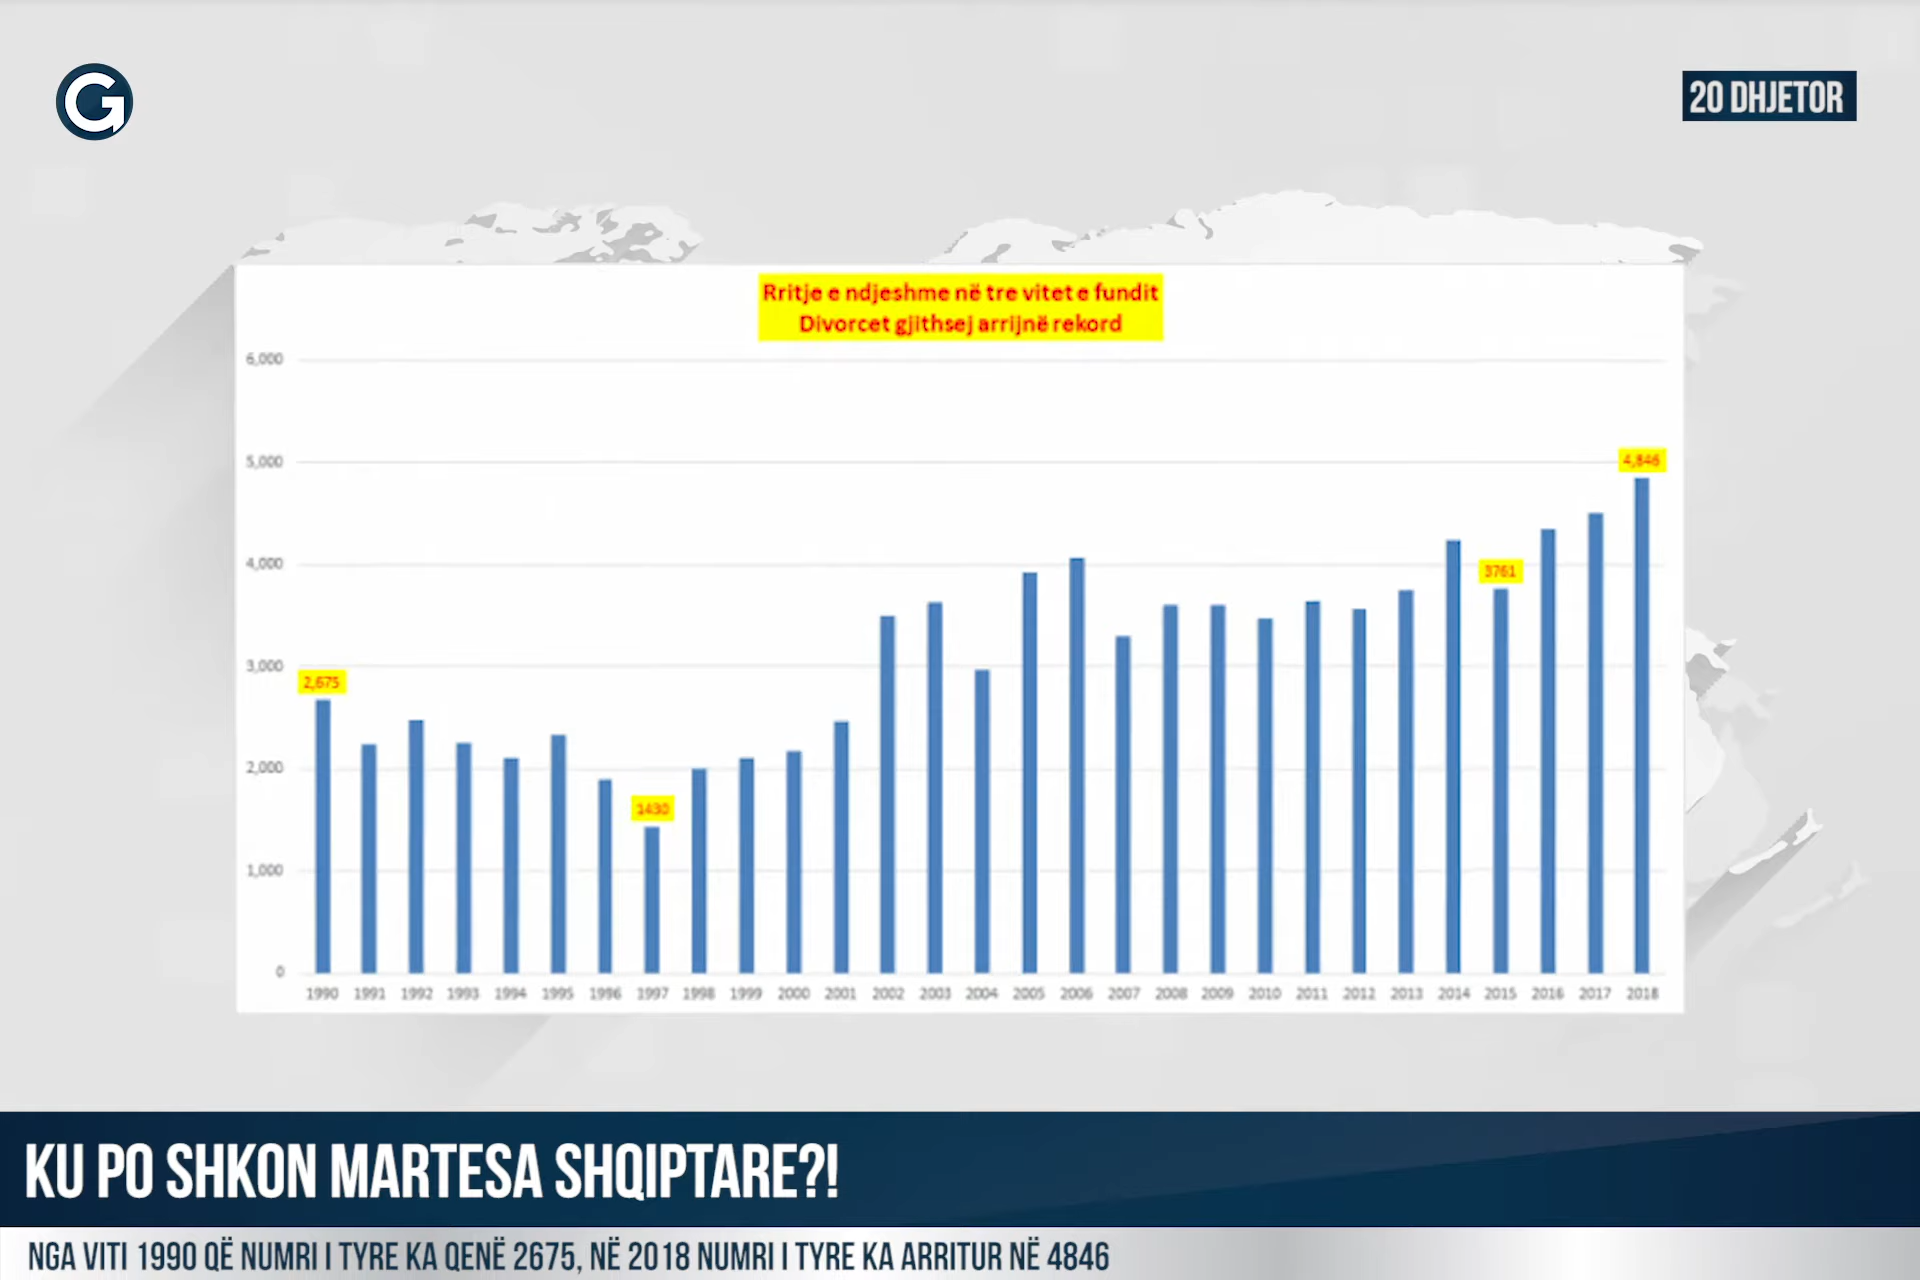 G
20 DHJETOR
Rritje e ndjeshme në tre vitet e fundit
Divorcet gjithsej arrijnë rekord
6,000
5,000
4,846
4,000
3761
3,000
2,675
2,000
1430
1,000
0
1990 1991 1992 1993 1994 1995 1996 1997 1998 1999 2000 2001 2002 2003 2004 2005 2006 2007 2008 2009 2010 2011 2012 2013 2014 2015 2016 2017 2018
KU PO SHKON MARTESA SHQIPTARE?!
NGA VITI 1990 QË NUMRI I TYRE KA QENË 2675, NË 2018 NUMRI I TYRE KA ARRITUR NË 4846